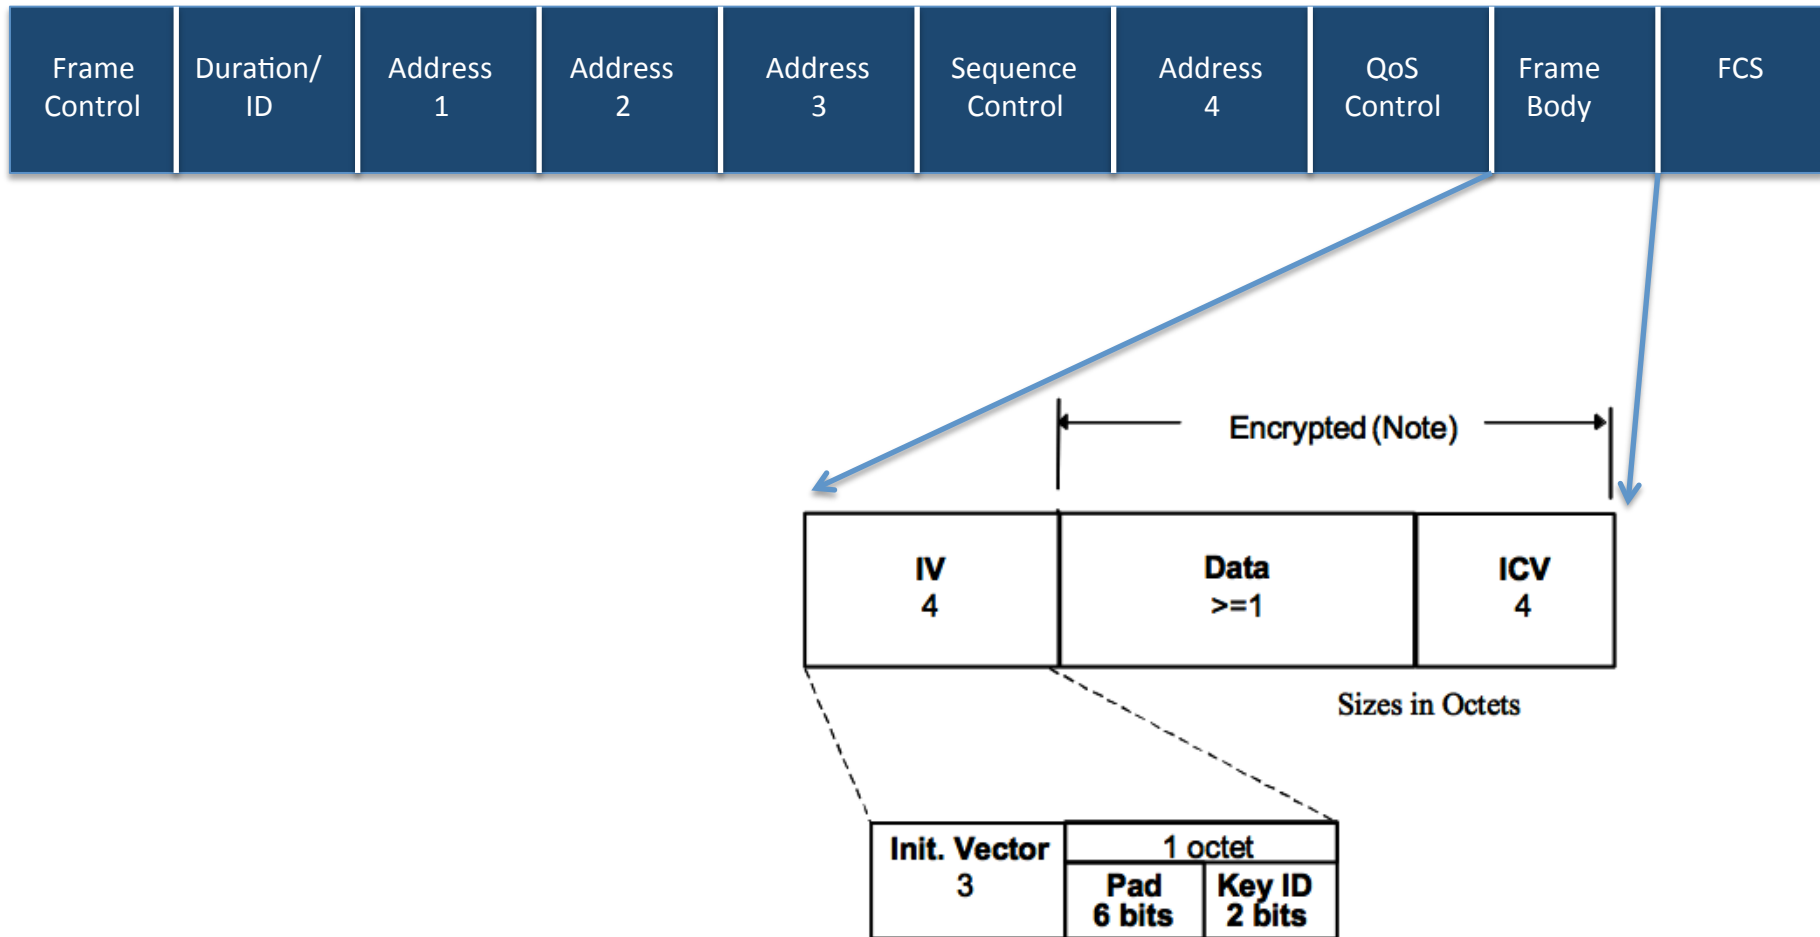 Frame
Control
Duration/
ID
Address
1
Address
2
Address
3
Sequence
Control
Address
4
QoS
Control
Frame
Body
FCS
Encrypted (Note)
IV
4
Data
>=1
ICV
4
Sizes in Octets
Init. Vector
3
1 octet
Pad
6 bits
Key ID
2 bits